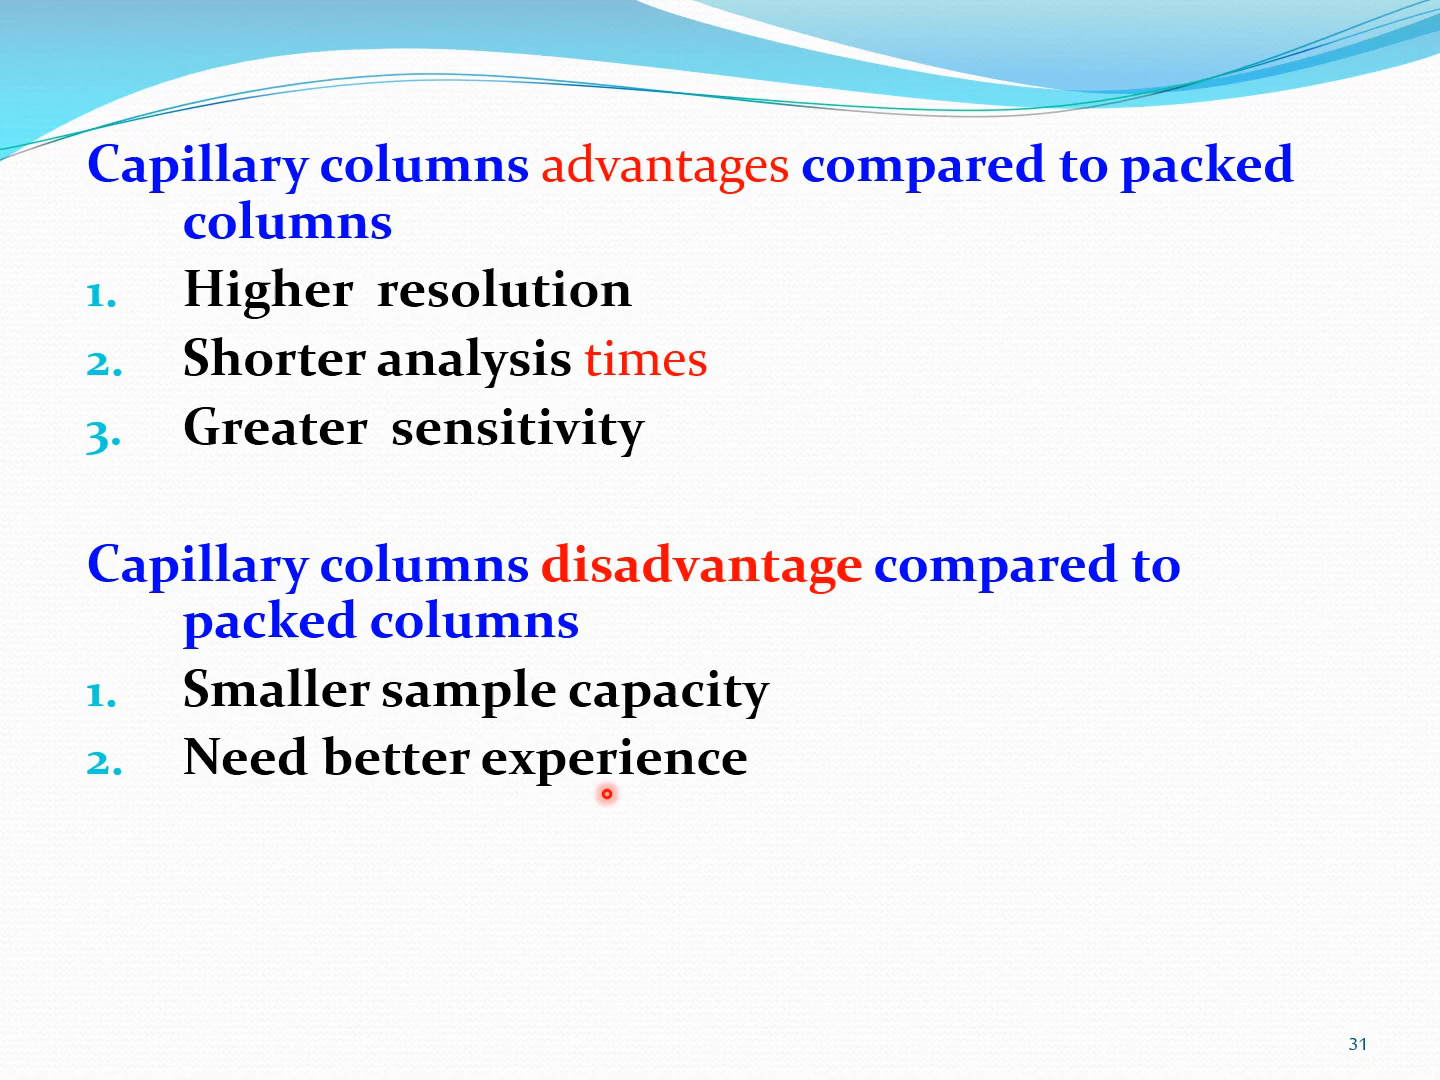 Capillary columns advantages compared to packed
columns
1. Higher resolution
2. Shorter analysis times
3. Greater sensitivity
Capillary columns disadvantage compared to
packed columns
1. Smaller sample capacity
2. Need better experience
31